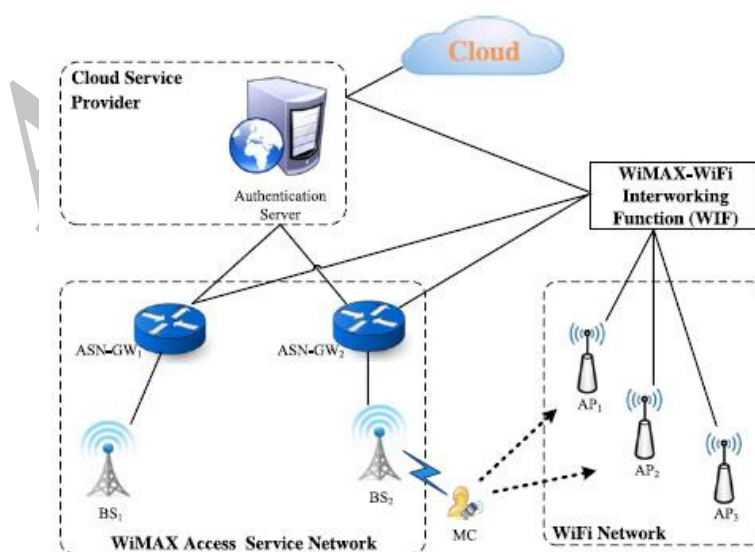 Cloud
Cloud Service
Provider
Authentication
Server
WiMAX-WiFi
Interworking
Function (WIF)
ASN-GW₁
ASN-GW₂
AP₁
AP₂
AP₃
BS₁
BS₂
MC
WiMAX Access Service Network
WiFi Network